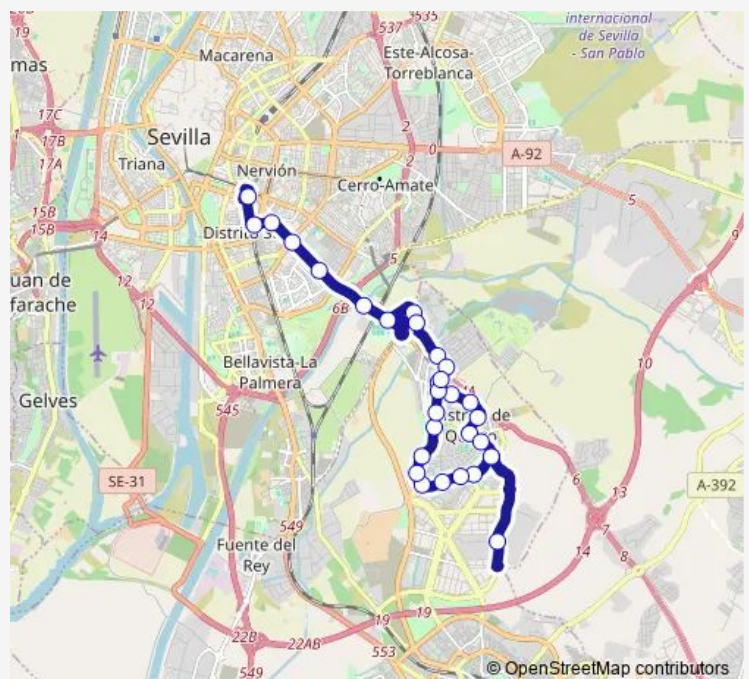 internacional
de Sevilla
- San Pablo
535
537
19
Macarena
Este-Alcosa-
Torreblanca
mas
17C
17B
17A
Sevilla
2
0
A-92
Triana
Nervión
Cerro-Amate
2
5
15B
15B
14
9
uan de
farache
12
12
5
6B
10
Bellavista-La
Palmera
Gelves
545
SE-31
6
13
A-392
549
7
14
8
Fuente del
Rey
19
19
22B
22AB
553
549
© OpenStreetMap contributors